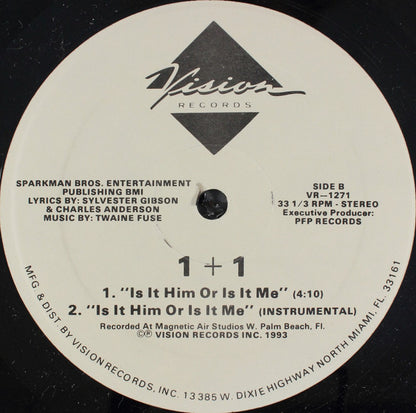 Vision
RECORDS
SPARKMAN BROS. ENTERTAINMENT
PUBLISHING BMI
LYRICS BY: SYLVESTER GIBSON
& CHARLES ANDERSON
MUSIC BY: TWAINE FUSE
SIDE B
VR—1271
33 1/3 RPM - STEREO
Executive Producer:
PFP RECORDS
1 + 1
1. "Is It Him Or Is It Me" (4:10)
2. "Is It Him Or Is It Me" (INSTRUMENTAL)
Recorded At Magnetic Air Studios W. Palm Beach, Fl.
©℗ VISION RECORDS INC. 1993
MFG & DIST. BY VISION RECORDS, INC. 13385 W. DIXIE HIGHWAY NORTH MIAMI. FL. 33161